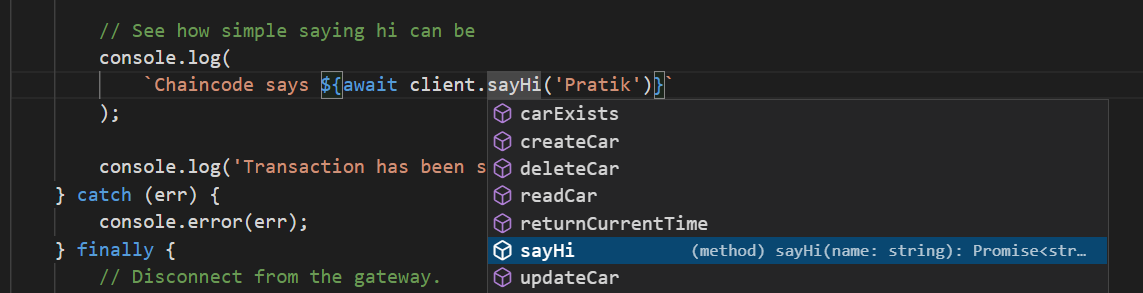 // See how simple saying hi can be
console.log(
`Chaincode says ${await client.sayHi('Pratik')}`
);
carExists
createCar
deleteCar
readCar
returnCurrentTime
sayHi (method) sayHi(name: string): Promise<str…
updateCar
console.log('Transaction has been s
} catch (err) {
console.error(err);
} finally {
// Disconnect from the gateway.